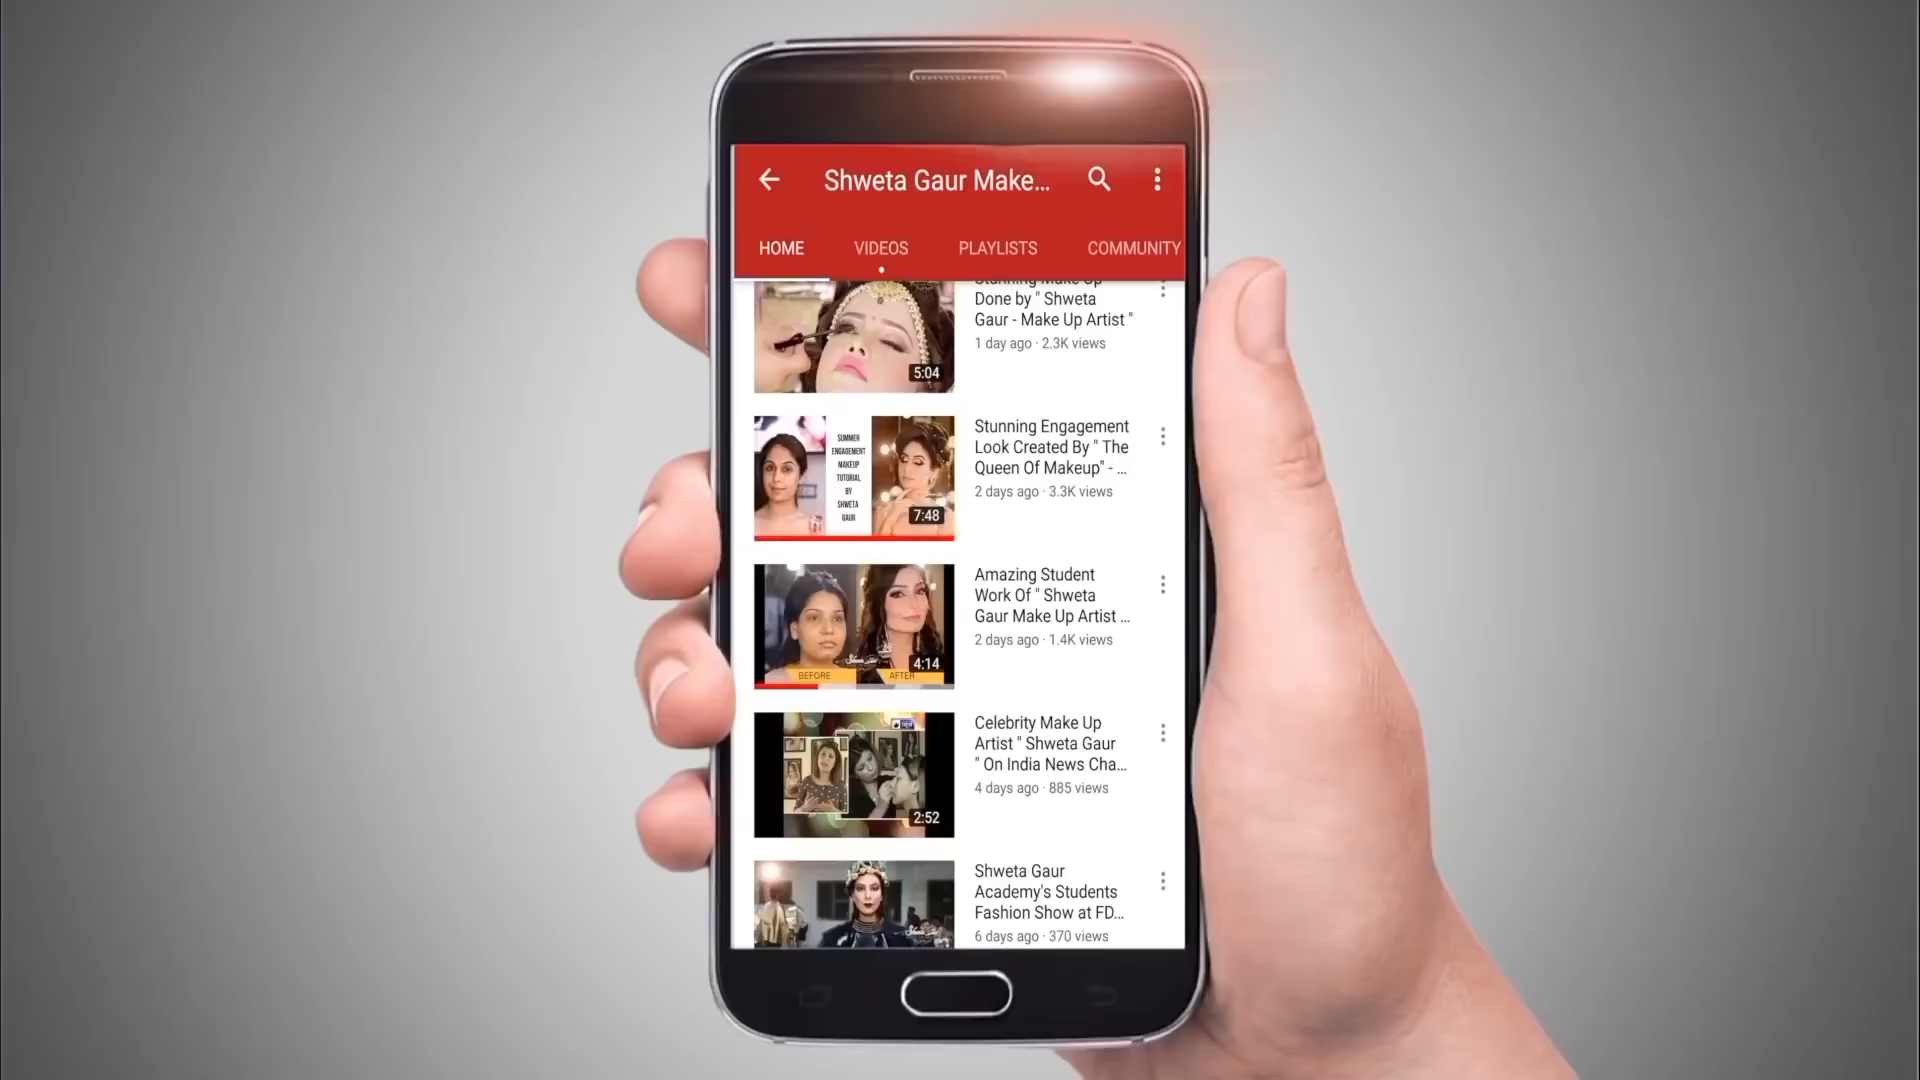 Shweta Gaur Make...
HOME VIDEOS PLAYLISTS COMMUNITY
Stunning Make Up
Done by " Shweta
Gaur - Make Up Artist "
1 day ago · 2.3K views
5:04
SUMMER
ENGAGEMENT
MAKEUP
TUTORIAL
BY
SHWETA
GAUR
7:48
Stunning Engagement
Look Created By " The
Queen Of Makeup" - ...
2 days ago · 3.3K views
BEFORE
AFTER
4:14
Amazing Student
Work Of " Shweta
Gaur Make Up Artist ...
2 days ago · 1.4K views
2:52
Celebrity Make Up
Artist " Shweta Gaur
" On India News Cha...
4 days ago · 885 views
Shweta Gaur
Academy's Students
Fashion Show at FD...
6 days ago · 370 views